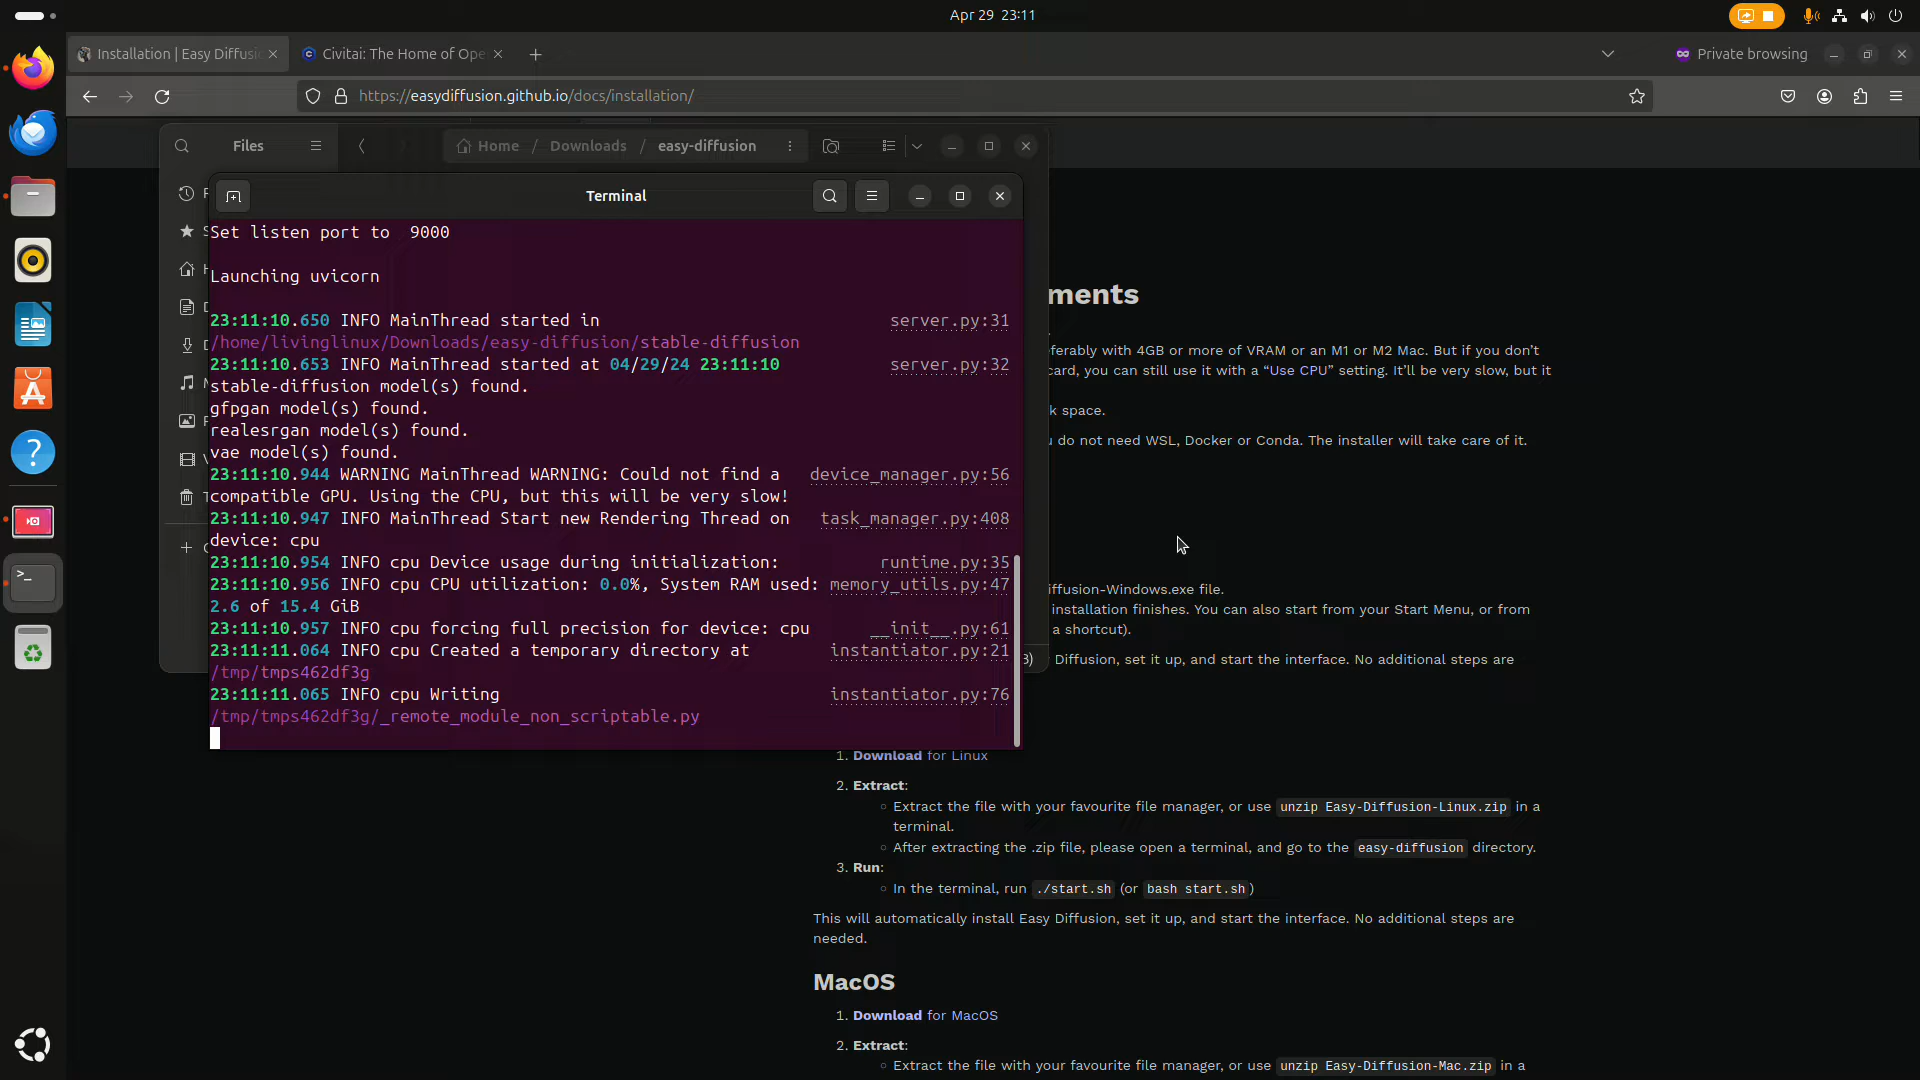 Apr 29 23:11
Installation | Easy Diffusi
Civitai: The Home of Ope
Private browsing
https://easydiffusion.github.io/docs/installation/
Files
Home / Downloads / easy-diffusion
Terminal
Set listen port to 9000
Launching uvicorn
23:11:10.650 INFO MainThread started in server.py:31
/home/livinglinux/Downloads/easy-diffusion/stable-diffusion
23:11:10.653 INFO MainThread started at 04/29/24 23:11:10 server.py:32
stable-diffusion model(s) found.
gfpgan model(s) found.
realesrgan model(s) found.
vae model(s) found.
23:11:10.944 WARNING MainThread WARNING: Could not find a device_manager.py:56
compatible GPU. Using the CPU, but this will be very slow!
23:11:10.947 INFO MainThread Start new Rendering Thread on task_manager.py:408
device: cpu
23:11:10.954 INFO cpu Device usage during initialization: runtime.py:35
23:11:10.956 INFO cpu CPU utilization: 0.0%, System RAM used: memory_utils.py:47
2.6 of 15.4 GiB
23:11:10.957 INFO cpu forcing full precision for device: cpu __init__.py:61
23:11:11.064 INFO cpu Created a temporary directory at instantiator.py:21
/tmp/tmps462df3g
23:11:11.065 INFO cpu Writing instantiator.py:76
/tmp/tmps462df3g/_remote_module_non_scriptable.py
ments
ferably with 4GB or more of VRAM or an M1 or M2 Mac. But if you don’t
card, you can still use it with a “Use CPU” setting. It’ll be very slow, but it
k space.
u do not need WSL, Docker or Conda. The installer will take care of it.
iffusion-Windows.exe file.
installation finishes. You can also start from your Start Menu, or from
a shortcut).
Diffusion, set it up, and start the interface. No additional steps are
1. Download for Linux
2. Extract:
Extract the file with your favourite file manager, or use unzip Easy-Diffusion-Linux.zip in a
terminal.
After extracting the .zip file, please open a terminal, and go to the easy-diffusion directory.
3. Run:
In the terminal, run ./start.sh (or bash start.sh)
This will automatically install Easy Diffusion, set it up, and start the interface. No additional steps are
needed.
MacOS
1. Download for MacOS
2. Extract:
Extract the file with your favourite file manager, or use unzip Easy-Diffusion-Mac.zip in a